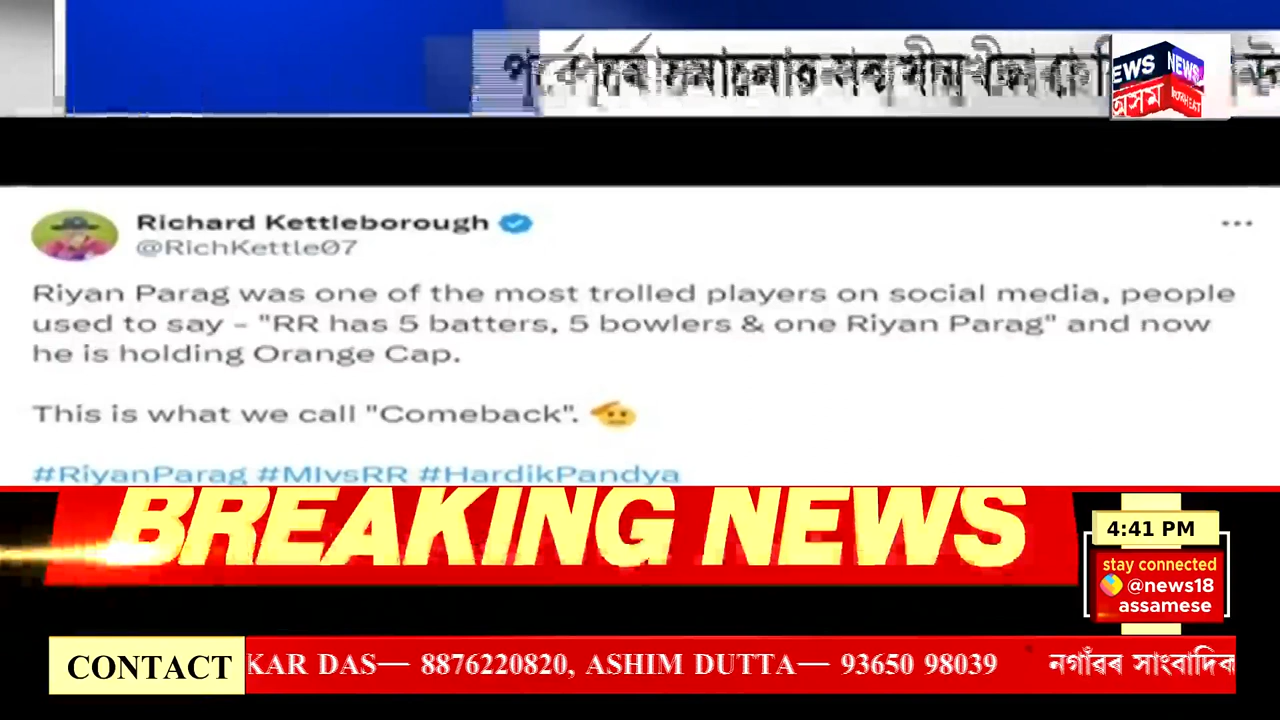 NEWS NEWS
অসম
Richard Kettleborough
@RichKettle07
Riyan Parag was one of the most trolled players on social media, people
used to say - "RR has 5 batters, 5 bowlers & one Riyan Parag" and now
he is holding Orange Cap.
This is what we call "Comeback". 🫡
#RiyanParag #MIvsRR #HardikPandya
BREAKING NEWS
4:41 PM
stay connected
@news18
assamese
CONTACT KAR DAS— 8876220820, ASHIM DUTTA— 93650 98039 নগাঁৱৰ সাংবাদিক